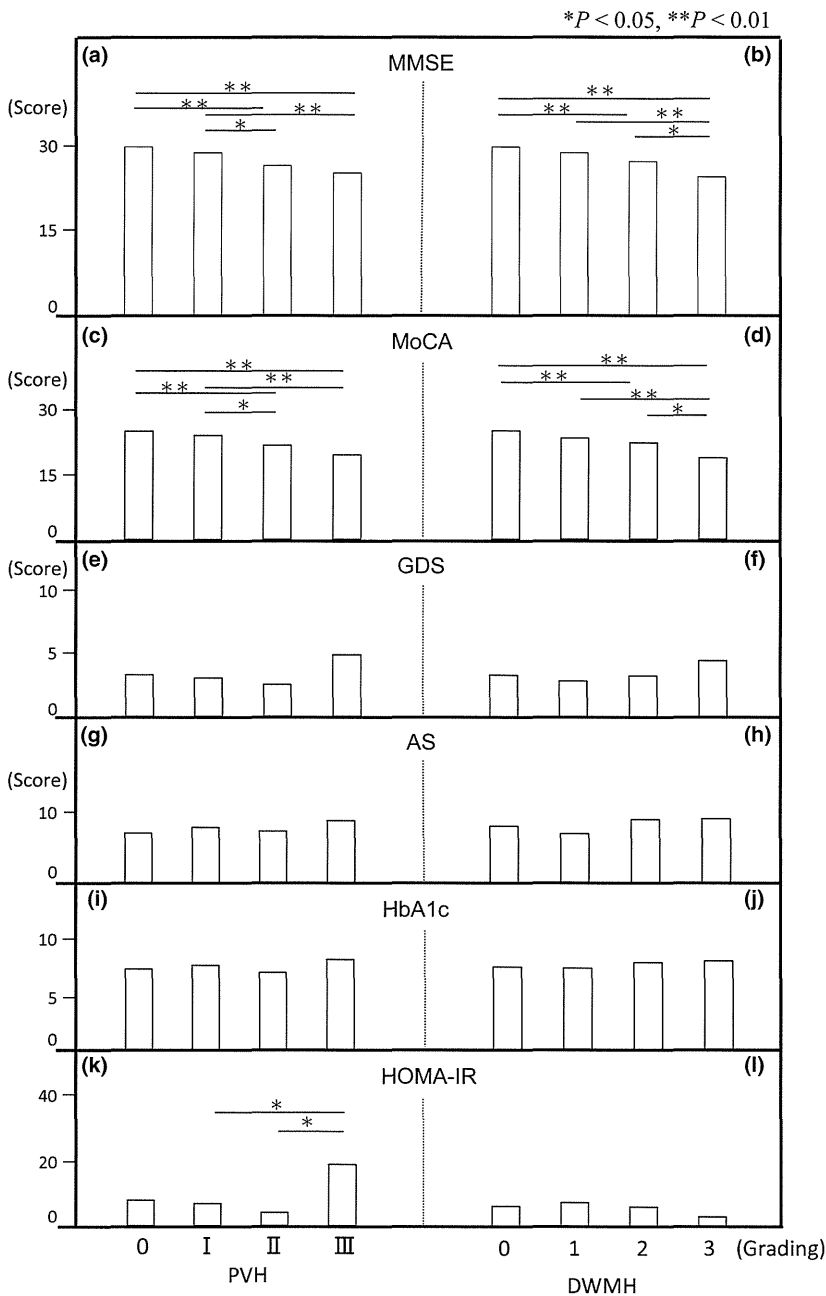 *P < 0.05, **P < 0.01
(a) MMSE (b)
(Score)
**
**
** **
** **
* *
30
15
0
(c) MoCA (d)
(Score)
** **
** **
** **
* *
30
15
0
(e) GDS (f)
(Score)
10
5
0
(g) AS (h)
(Score)
10
0
(i) HbA1c (j)
10
5
0
(k) HOMA-IR (l)
40
*
*
20
0
0 I II III 0 1 2 3 (Grading)
PVH DWMH